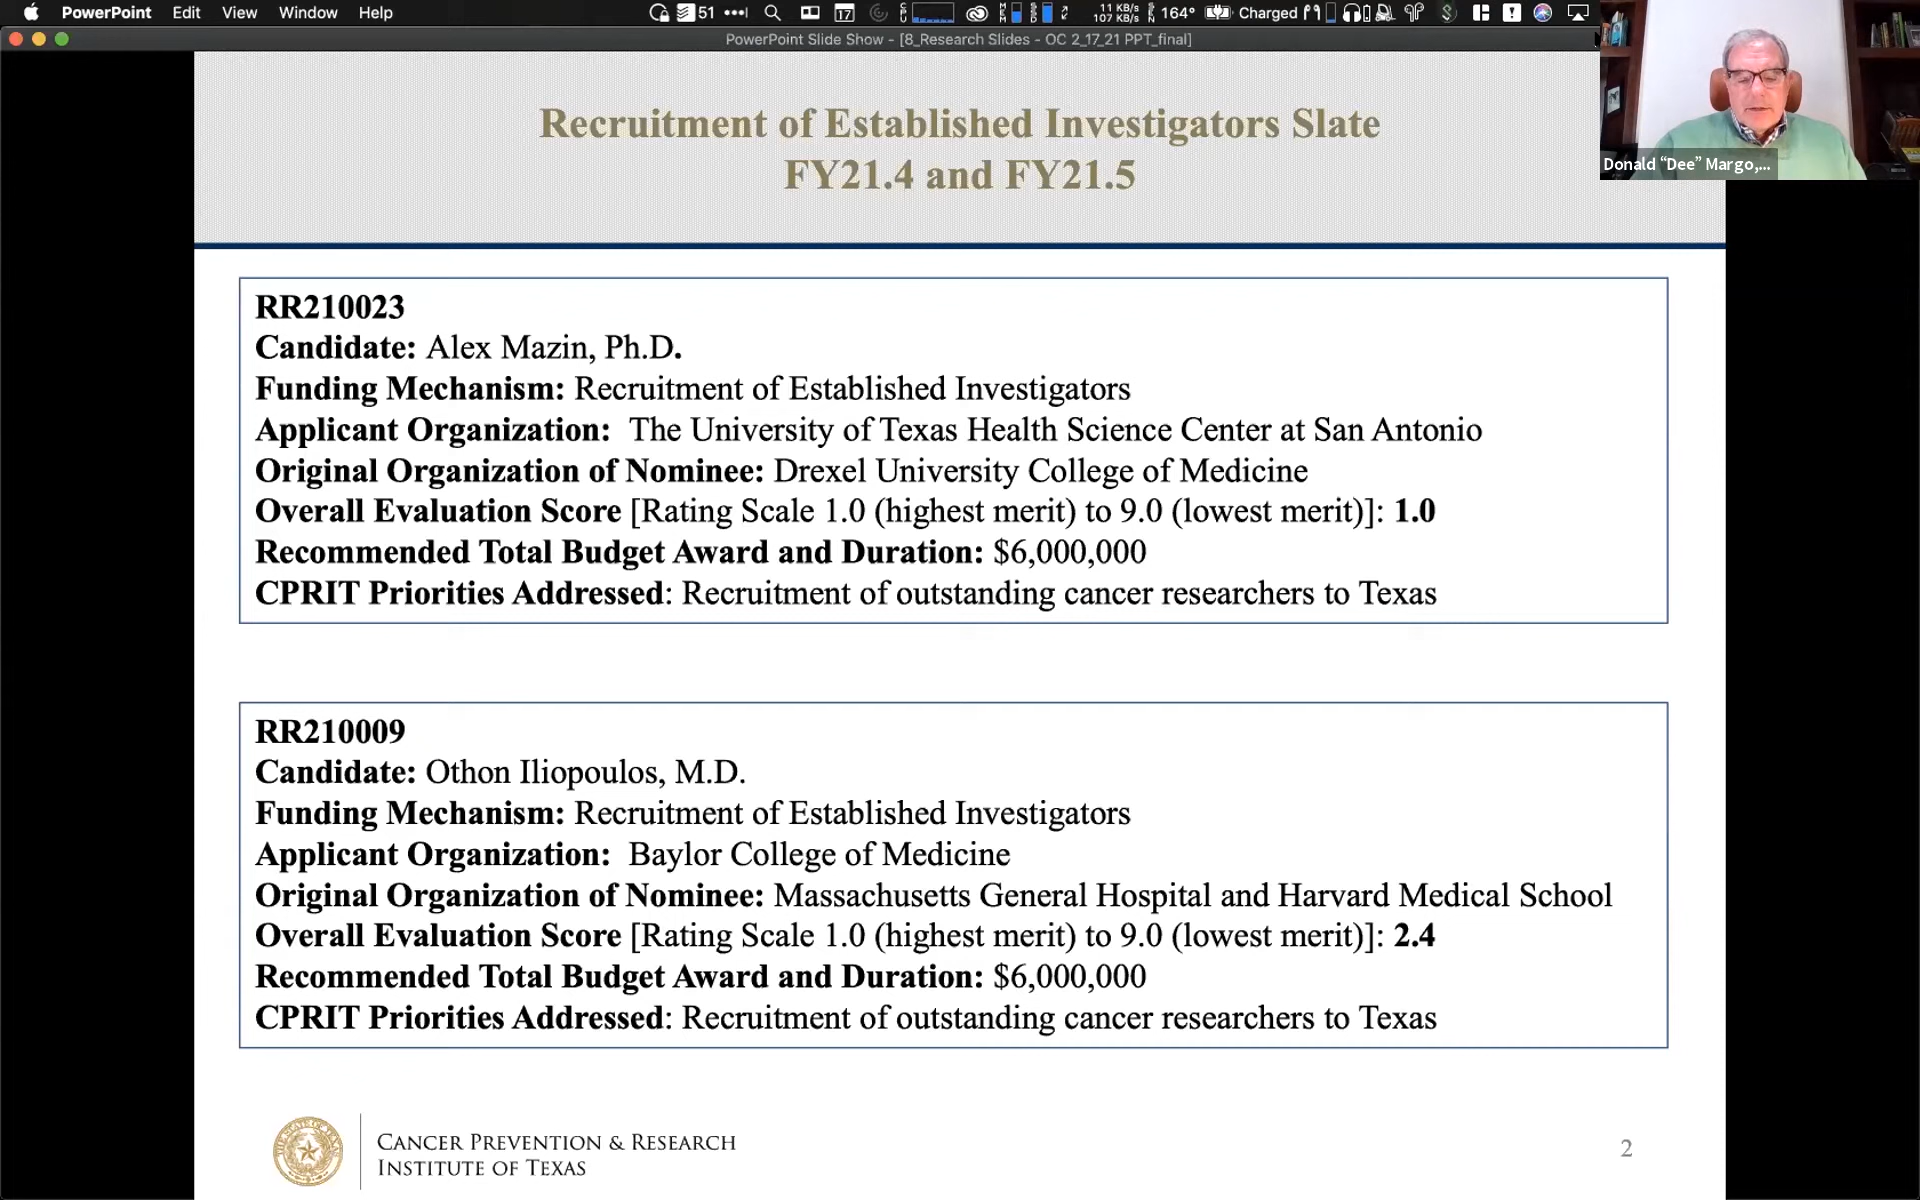 PowerPoint Edit View Window Help 51 17 11 KB/s 107 KB/s 164° Charged
PowerPoint Slide Show - [8_Research Slides - OC 2_17_21 PPT_final]
Donald “Dee” Margo,...
Recruitment of Established Investigators Slate
FY21.4 and FY21.5
RR210023
Candidate: Alex Mazin, Ph.D.
Funding Mechanism: Recruitment of Established Investigators
Applicant Organization: The University of Texas Health Science Center at San Antonio
Original Organization of Nominee: Drexel University College of Medicine
Overall Evaluation Score [Rating Scale 1.0 (highest merit) to 9.0 (lowest merit)]: 1.0
Recommended Total Budget Award and Duration: $6,000,000
CPRIT Priorities Addressed: Recruitment of outstanding cancer researchers to Texas
RR210009
Candidate: Othon Iliopoulos, M.D.
Funding Mechanism: Recruitment of Established Investigators
Applicant Organization: Baylor College of Medicine
Original Organization of Nominee: Massachusetts General Hospital and Harvard Medical School
Overall Evaluation Score [Rating Scale 1.0 (highest merit) to 9.0 (lowest merit)]: 2.4
Recommended Total Budget Award and Duration: $6,000,000
CPRIT Priorities Addressed: Recruitment of outstanding cancer researchers to Texas
CANCER PREVENTION & RESEARCH
INSTITUTE OF TEXAS
2